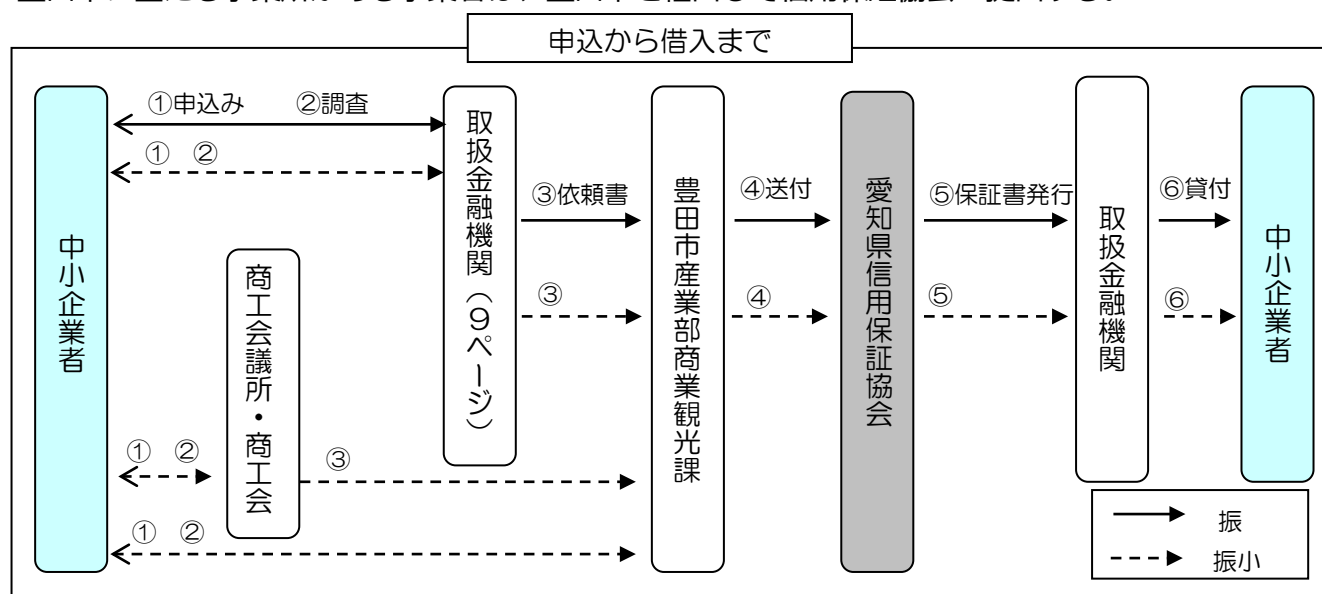 申込から借入まで
中小企業者
①申込み ②調査
① ②
商工会議所・商工会
① ②
① ②
取扱金融機関(9ページ)
③依頼書
③
③
豊田市産業部商業観光課
④送付
④
愛知県信用保証協会
⑤保証書発行
⑤
取扱金融機関
⑥貸付
⑥
中小企業者
振
振小